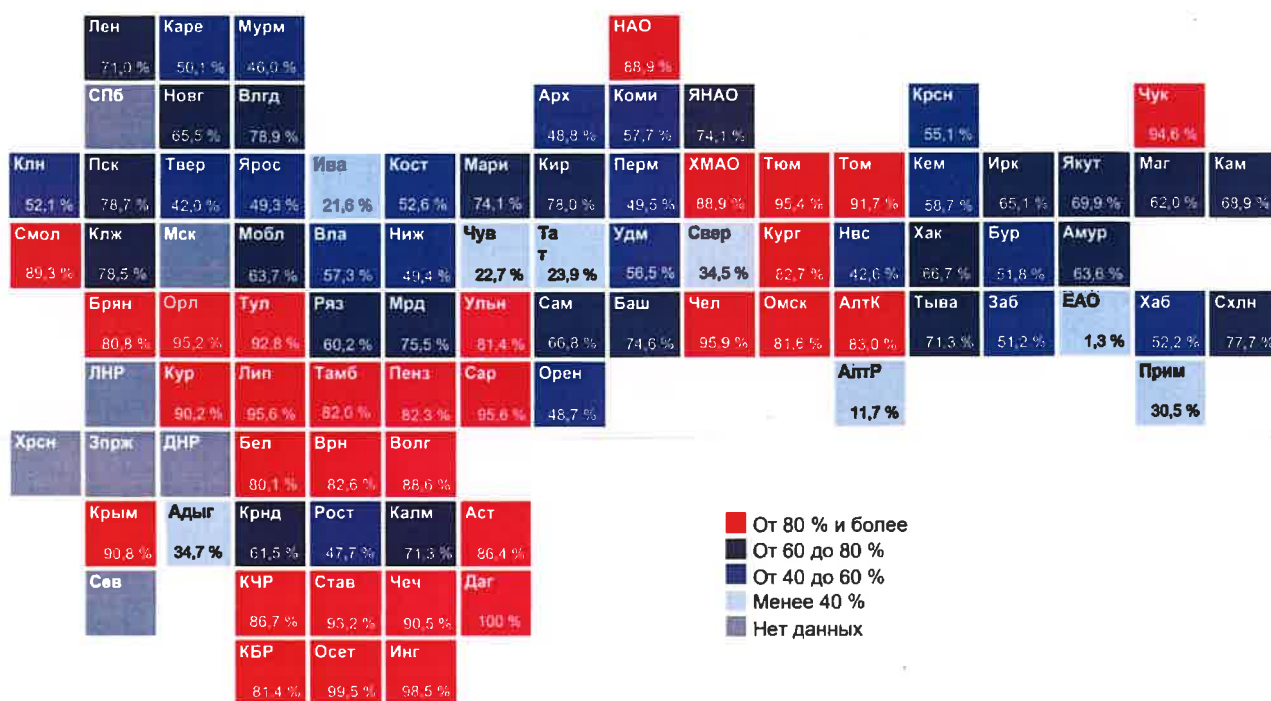 Лен Каре Мурм НАО
71,0 % 50,1 % 46,0 % 88,9 %
СПб Новг Влгд Арх Коми ЯНАО Крсн Чук
65,5 % 78,9 % 48,8 % 57,7 % 74,1 % 55,1 % 94,6 %
Клн Пск Твер Ярос Ива Кост Мари Кир Перм ХМАО Тюм Том Кем Ирк Якут Маг Кам
52,1 % 78,7 % 42,0 % 49,3 % 21,6 % 52,6 % 74,1 % 78,0 % 49,5 % 88,9 % 95,4 % 91,7 % 58,7 % 65,1 % 69,9 % 62,0 % 68,9 %
Смол Клж Мск Мобл Вла Ниж Чув Та Удм Свер Кург Нвс Хак Бур Амур
т
89,3 % 78,5 % 63,7 % 57,3 % 49,4 % 22,7 % 23,9 % 56,5 % 34,5 % 82,7 % 42,6 % 66,7 % 51,8 % 63,6 %
Брян Орл Тул Ряз Мрд Ульн Сам Баш Чел Омск АлтК Тыва Заб ЕАО Хаб Схлн
80,8 % 95,2 % 92,8 % 60,2 % 75,5 % 81,4 % 66,8 % 74,6 % 95,9 % 81,6 % 83,0 % 71,3 % 51,2 % 1,3 % 52,2 % 77,7 %
ЛНР Кур Лип Тамб Пенз Сар Орен АлтР Прим
90,2 % 95,6 % 82,0 % 82,3 % 95,6 % 48,7 % 11,7 % 30,5 %
Хрсн Зпрж ДНР Бел Врн Волг
80,1 % 82,6 % 88,6 %
Крым Адыг Крнд Рост Калм Аст
90,8 % 34,7 % 61,5 % 47,7 % 71,3 % 86,4 %
Сев КЧР Став Чеч Даг
86,7 % 93,2 % 90,5 % 100 %
КБР Осет Инг
81,4 % 99,5 % 98,5 %
От 80 % и более
От 60 до 80 %
От 40 до 60 %
Менее 40 %
Нет данных